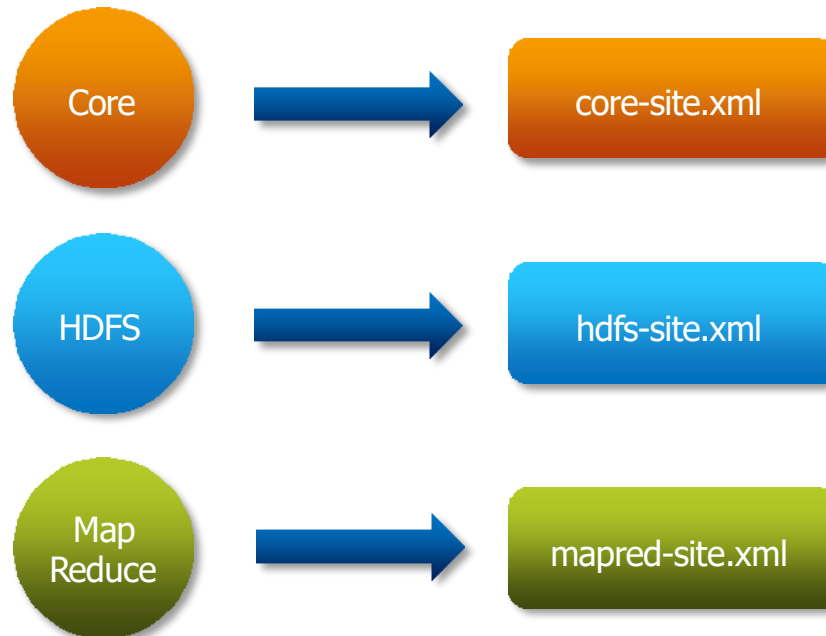 Core
core-site.xml
HDFS
hdfs-site.xml
Map
Reduce
mapred-site.xml